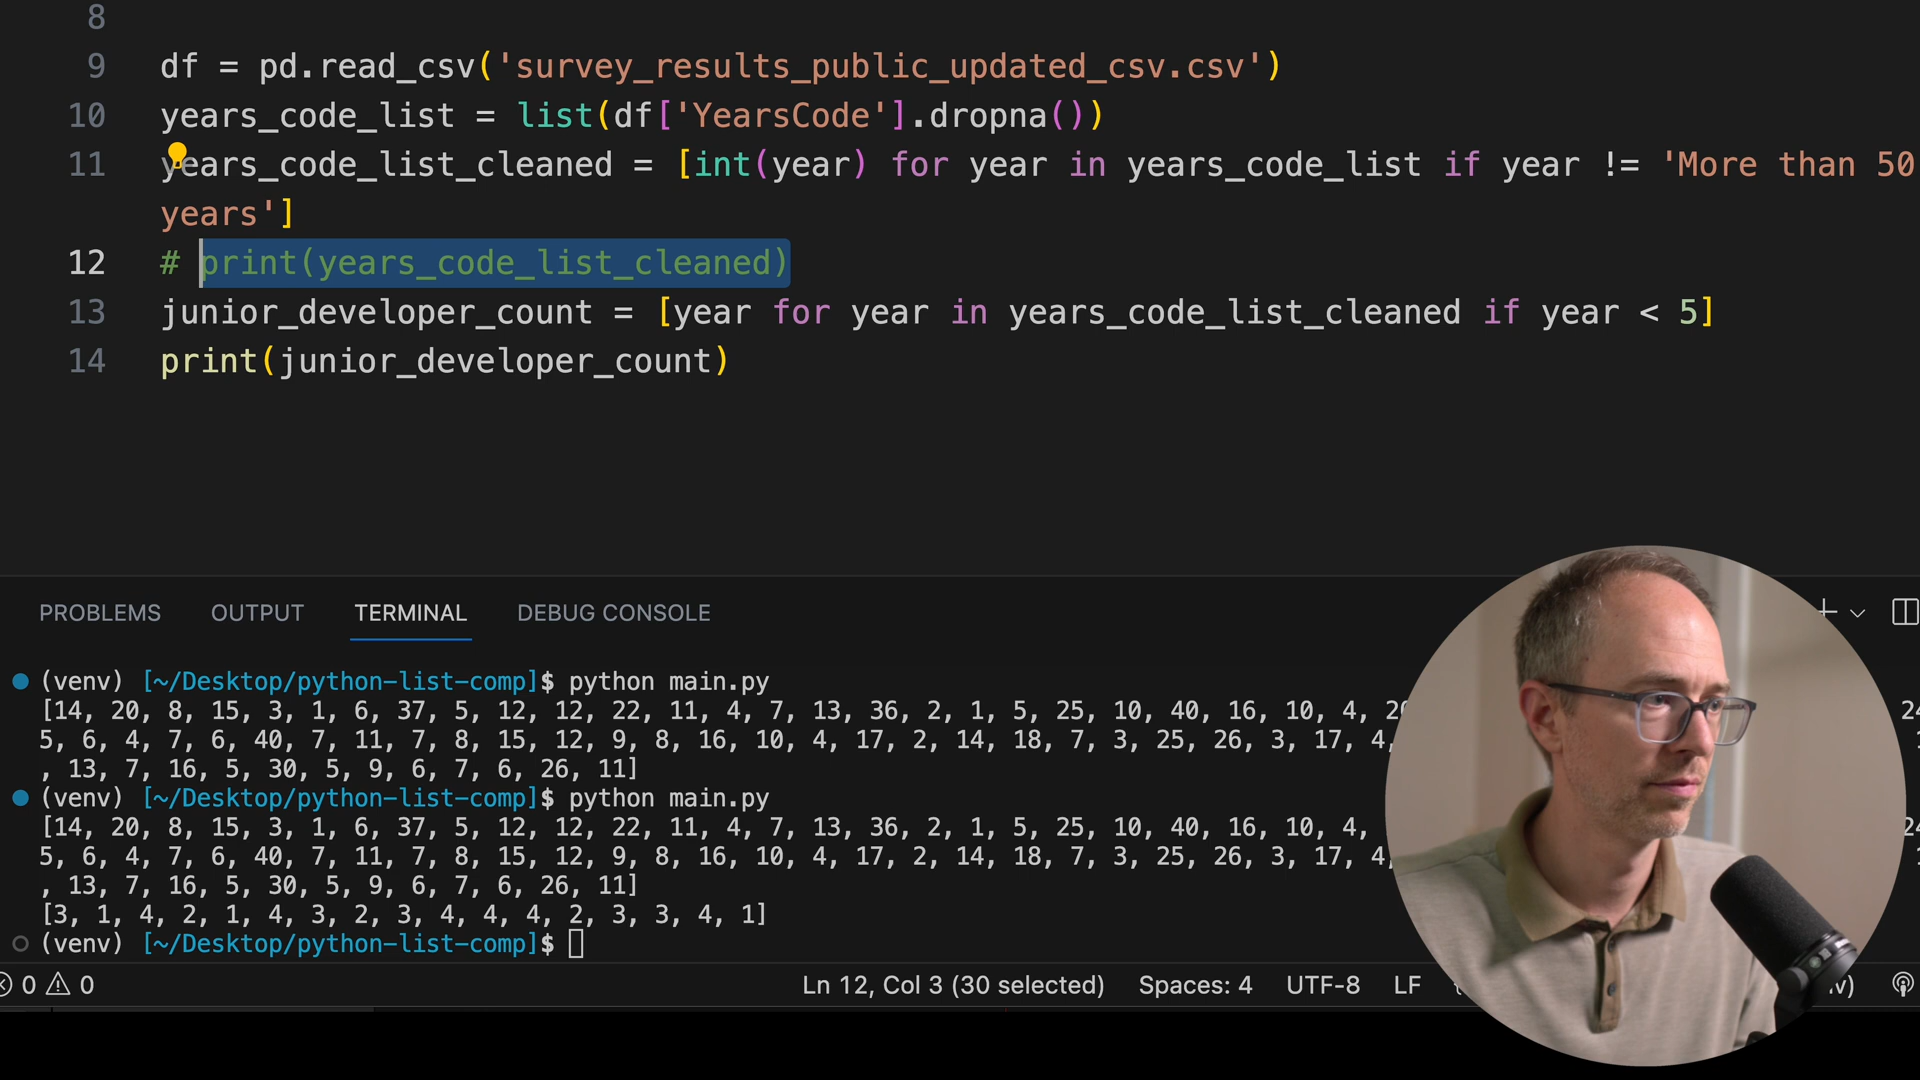 8
9 df = pd.read_csv('survey_results_public_updated_csv.csv')
10 years_code_list = list(df['YearsCode'].dropna())
11 years_code_list_cleaned = [int(year) for year in years_code_list if year != 'More than 50
years']
12 # print(years_code_list_cleaned)
13 junior_developer_count = [year for year in years_code_list_cleaned if year < 5]
14 print(junior_developer_count)
PROBLEMS OUTPUT TERMINAL DEBUG CONSOLE
(venv) [~/Desktop/python-list-comp]$ python main.py
[14, 20, 8, 15, 3, 1, 6, 37, 5, 12, 12, 22, 11, 4, 7, 13, 36, 2, 1, 5, 25, 10, 40, 16, 10, 4,
5, 6, 4, 7, 6, 40, 7, 11, 7, 8, 15, 12, 9, 8, 16, 10, 4, 17, 2, 14, 18, 7, 3, 25, 26, 3, 17, 4,
, 13, 7, 16, 5, 30, 5, 9, 6, 7, 6, 26, 11]
(venv) [~/Desktop/python-list-comp]$ python main.py
[14, 20, 8, 15, 3, 1, 6, 37, 5, 12, 12, 22, 11, 4, 7, 13, 36, 2, 1, 5, 25, 10, 40, 16, 10, 4,
5, 6, 4, 7, 6, 40, 7, 11, 7, 8, 15, 12, 9, 8, 16, 10, 4, 17, 2, 14, 18, 7, 3, 25, 26, 3, 17, 4,
, 13, 7, 16, 5, 30, 5, 9, 6, 7, 6, 26, 11]
[3, 1, 4, 2, 1, 4, 3, 2, 3, 4, 4, 4, 2, 3, 3, 4, 1]
(venv) [~/Desktop/python-list-comp]$
0 0 Ln 12, Col 3 (30 selected) Spaces: 4 UTF-8 LF